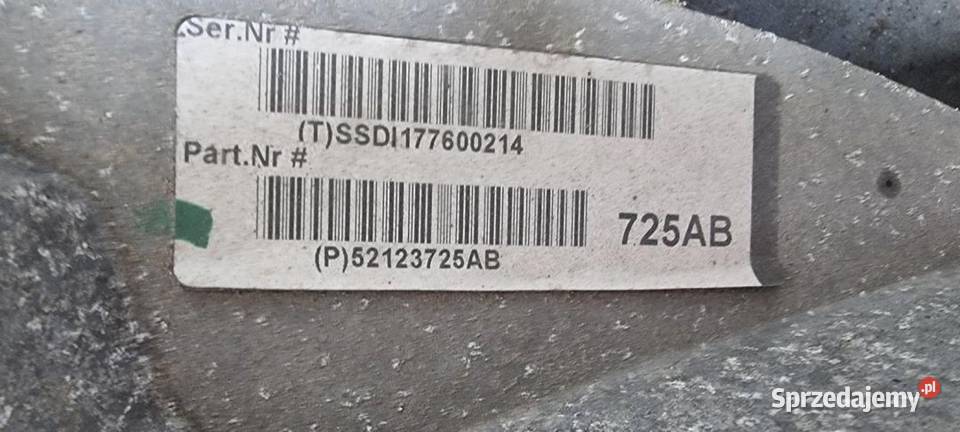 Ser.Nr #
(T)SSDI177600214
Part.Nr #
725AB
(P)52123725AB
Sprzedajemy.pl